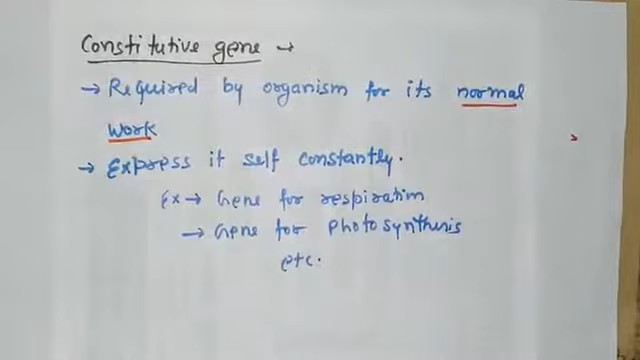 Constitutive gene →
→ Required by organism for its normal
work
→ Express it self constantly.
Ex → Gene for respiration
→ Gene for Photosynthesis
etc.